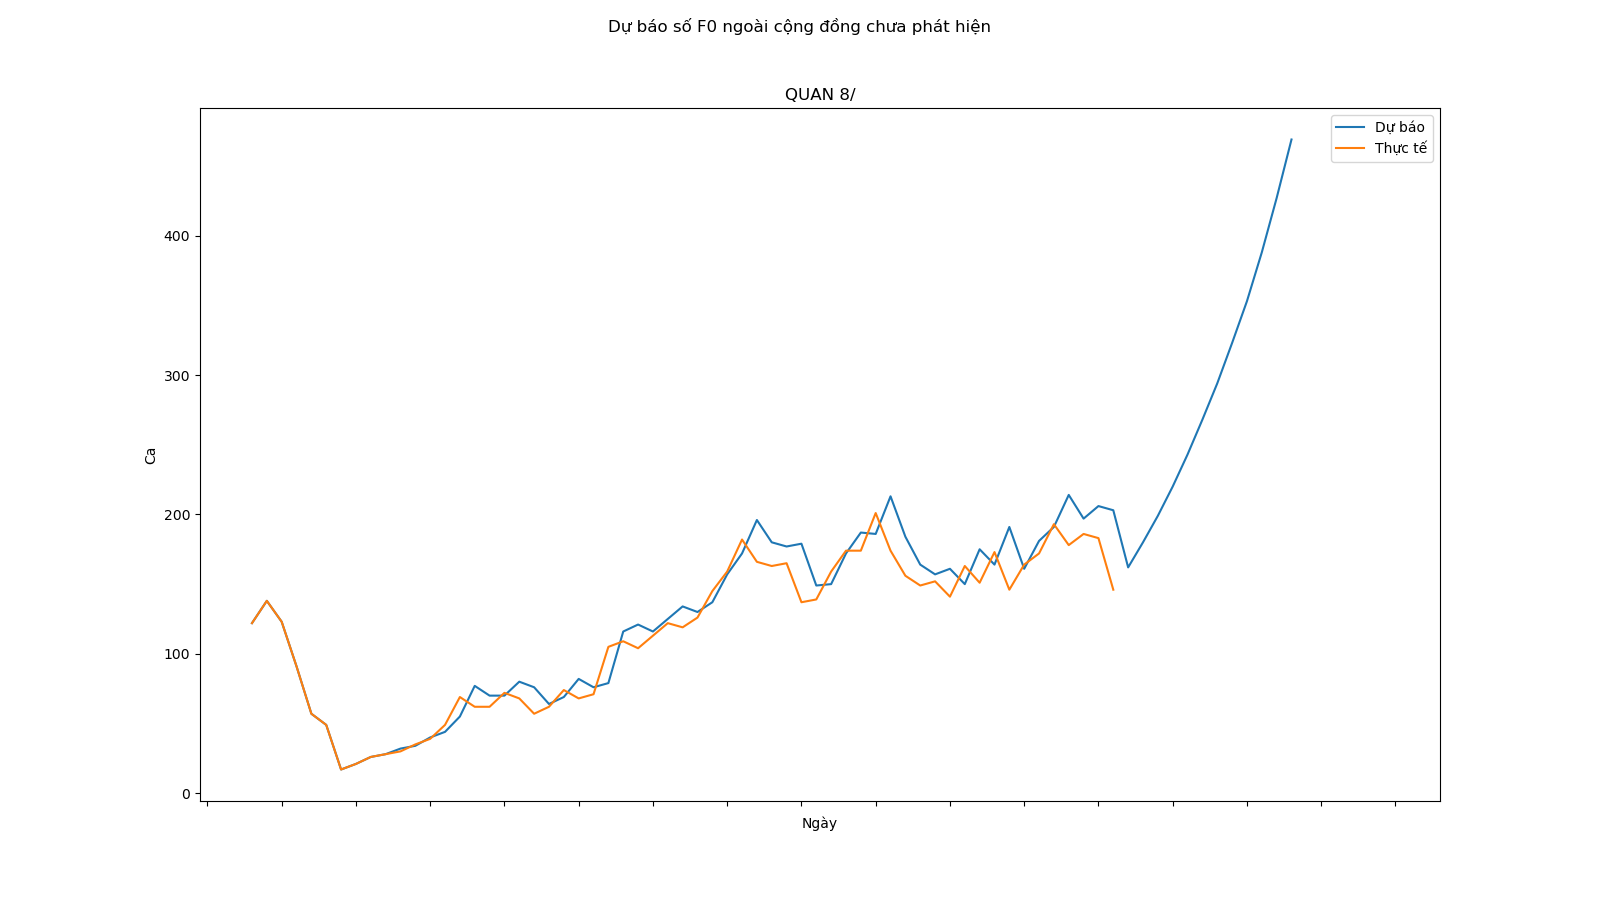 Dự báo số F0 ngoài cộng đồng chưa phát hiện
QUAN 8/
Dự báo
Thực tế
400
300
200
100
0
Ca
Ngày